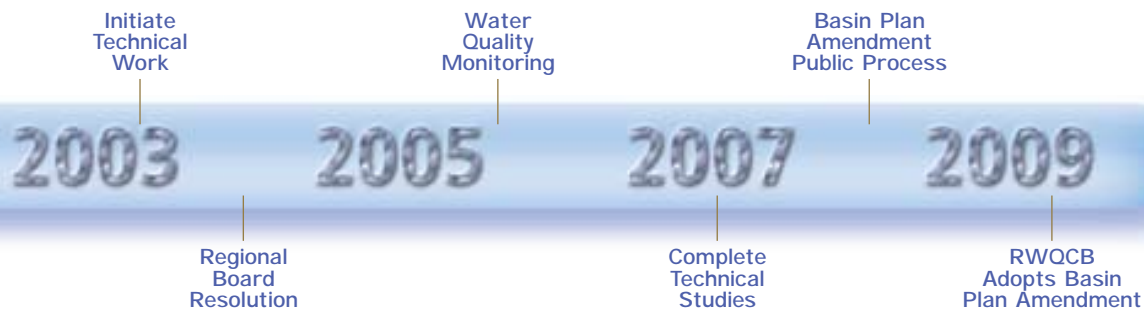 Initiate
Technical
Work
Water
Quality
Monitoring
Basin Plan
Amendment
Public Process
2003 2005 2007 2009
Regional
Board
Resolution
Complete
Technical
Studies
RWQCB
Adopts Basin
Plan Amendment